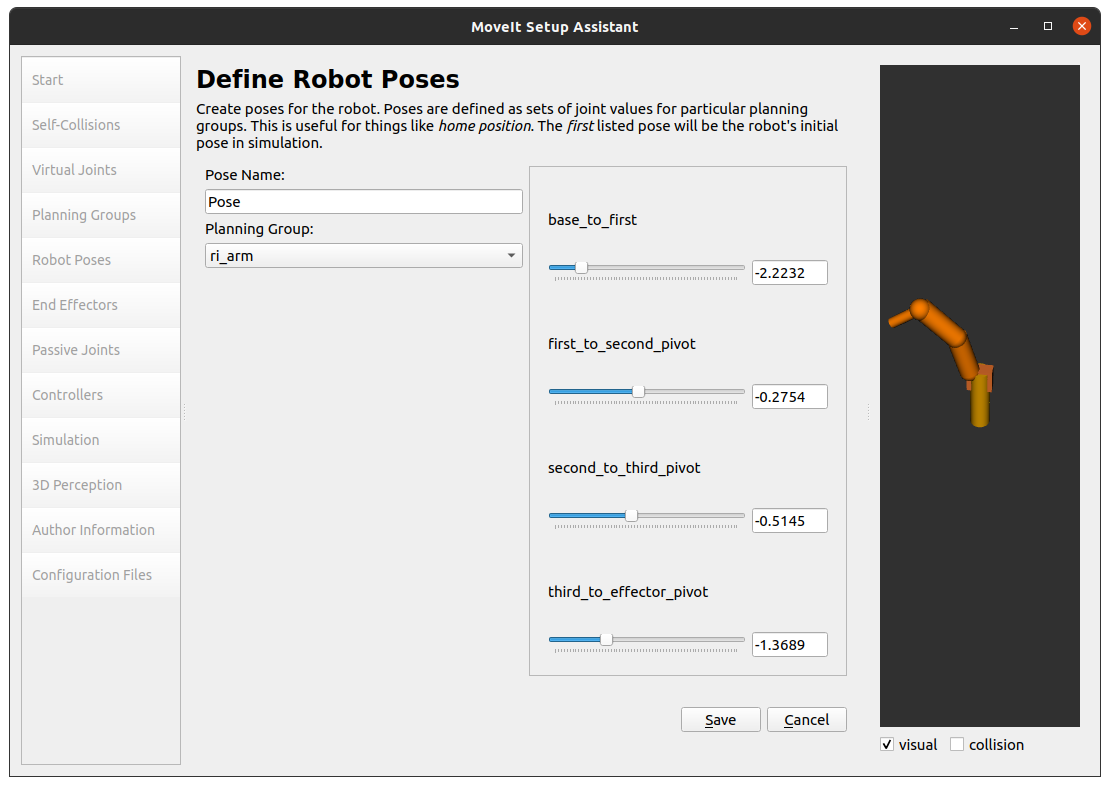 MoveIt Setup Assistant
Start
Self-Collisions
Virtual Joints
Planning Groups
Robot Poses
End Effectors
Passive Joints
Controllers
Simulation
3D Perception
Author Information
Configuration Files
Define Robot Poses
Create poses for the robot. Poses are defined as sets of joint values for particular planning
groups. This is useful for things like home position. The first listed pose will be the robot's initial
pose in simulation.
Pose Name:
Pose
Planning Group:
ri_arm
base_to_first
-2.2232
first_to_second_pivot
-0.2754
second_to_third_pivot
-0.5145
third_to_effector_pivot
-1.3689
Save
Cancel
visual
collision